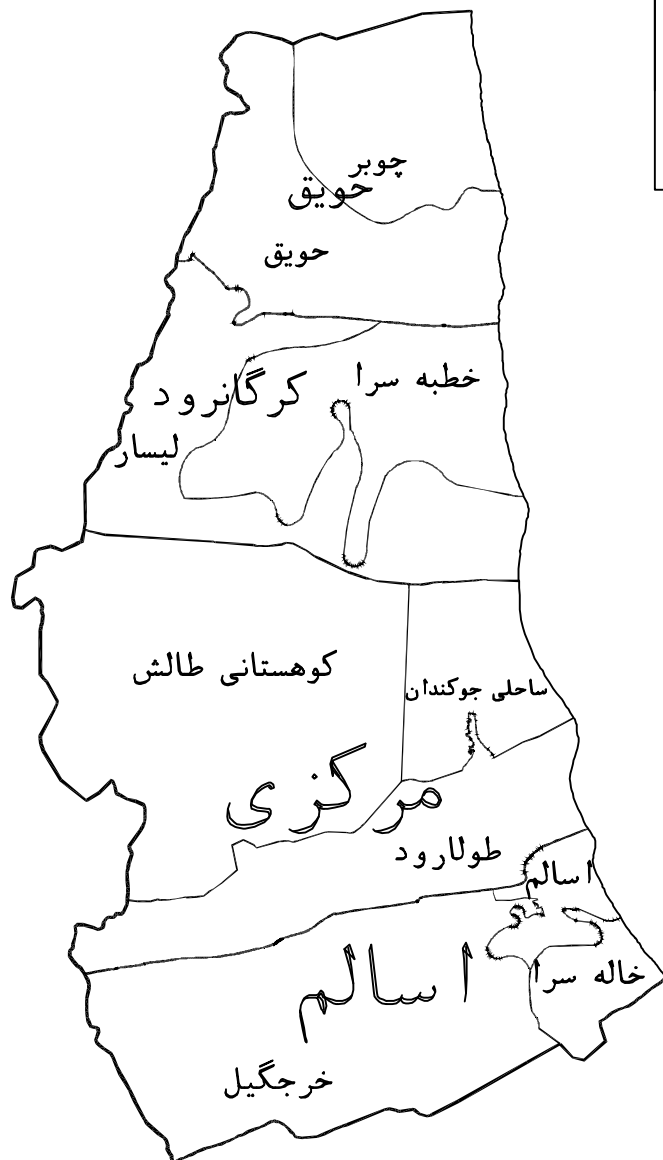 چوبر
حویق
حویق
خطبه سرا
کرگانرود
لیسار
کوهستانی طالش
ساحلی جوکندان
مرکزی
طولارود
اسالم
اسالم
خاله سرا
خرجگیل